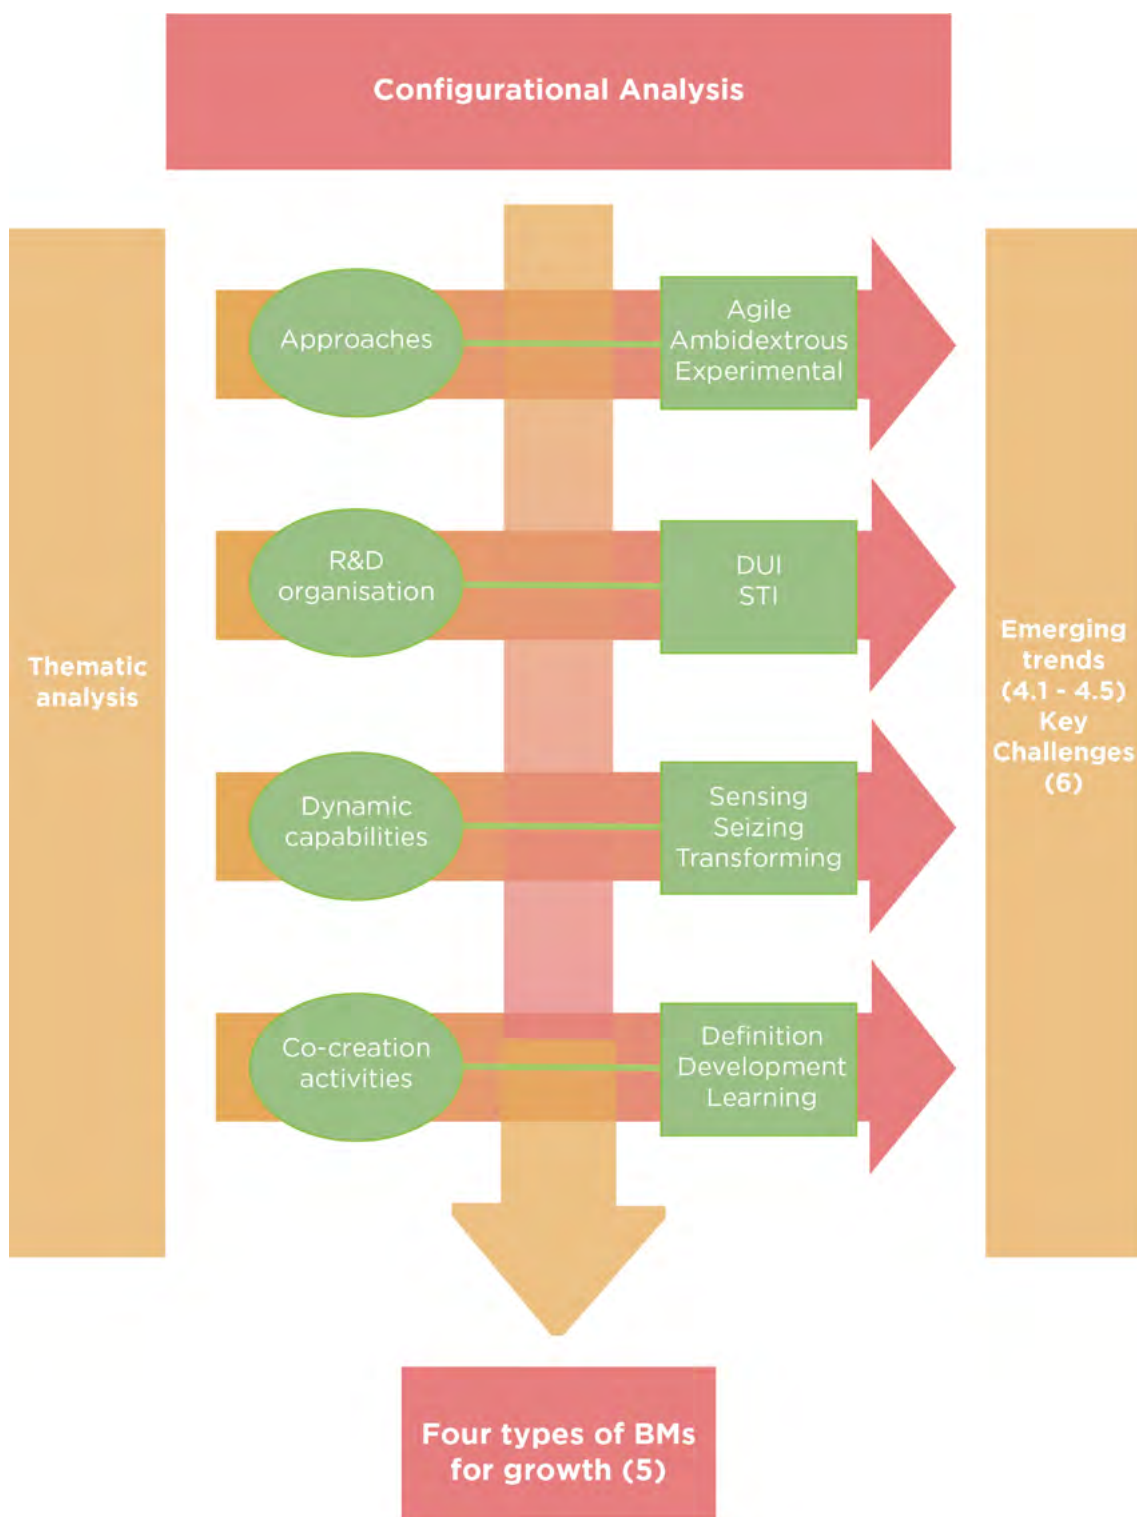 Configurational Analysis
Thematic
analysis
Approaches
Agile
Ambidextrous
Experimental
R&D
organisation
DUI
STI
Dynamic
capabilities
Sensing
Seizing
Transforming
Co-creation
activities
Definition
Development
Learning
Emerging
trends
(4.1 - 4.5)
Key
Challenges
(6)
Four types of BMs
for growth (5)